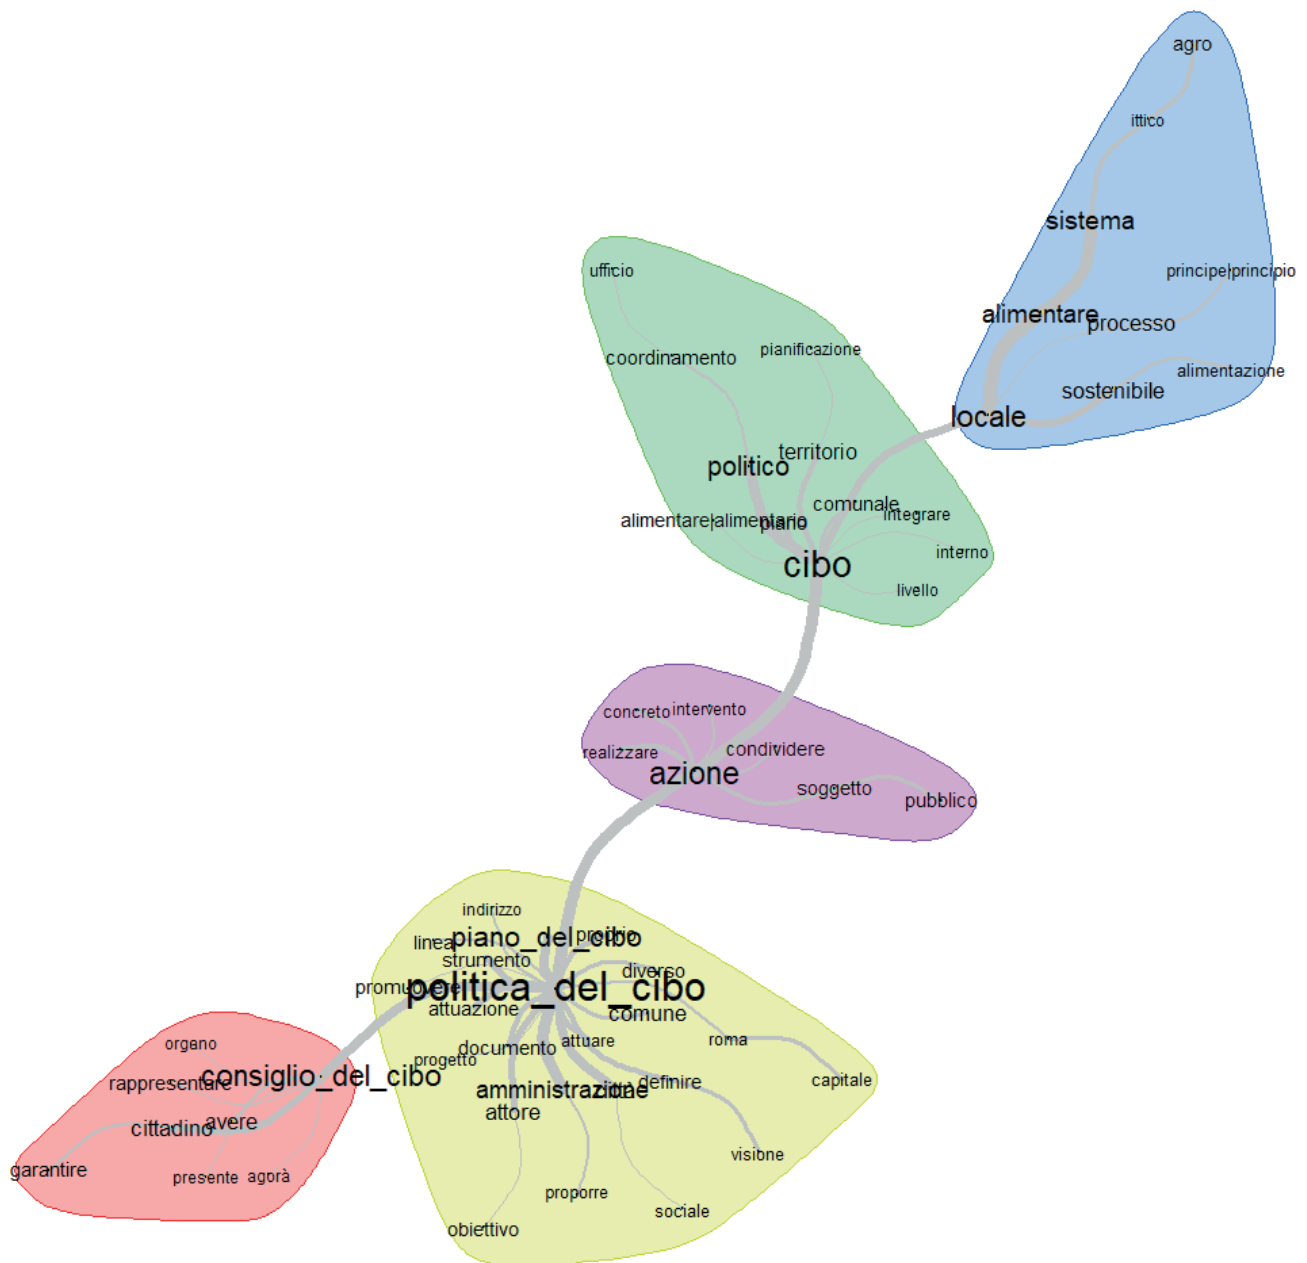 agro
ittico
sistema
principe|principio
alimentare
processo
alimentazione
sostenibile
locale
ufficio
coordinamento
pianificazione
territorio
politico
comunale
integrare
alimentare|alimentario
piano
interno
cibo
livello
concreto
intervento
realizzare
condividere
azione
soggetto
pubblico
indirizzo
piano_del_cibo
proprio
linea
strumento
diverso
promuovere
politica_del_cibo
attuazione
comune
documento
attuare
roma
progetto
capitale
definire
amministrazione
città
attore
visione
proporre
sociale
obiettivo
organo
rappresentare
consiglio_del_cibo
avere
cittadino
garantire
presente
agorà